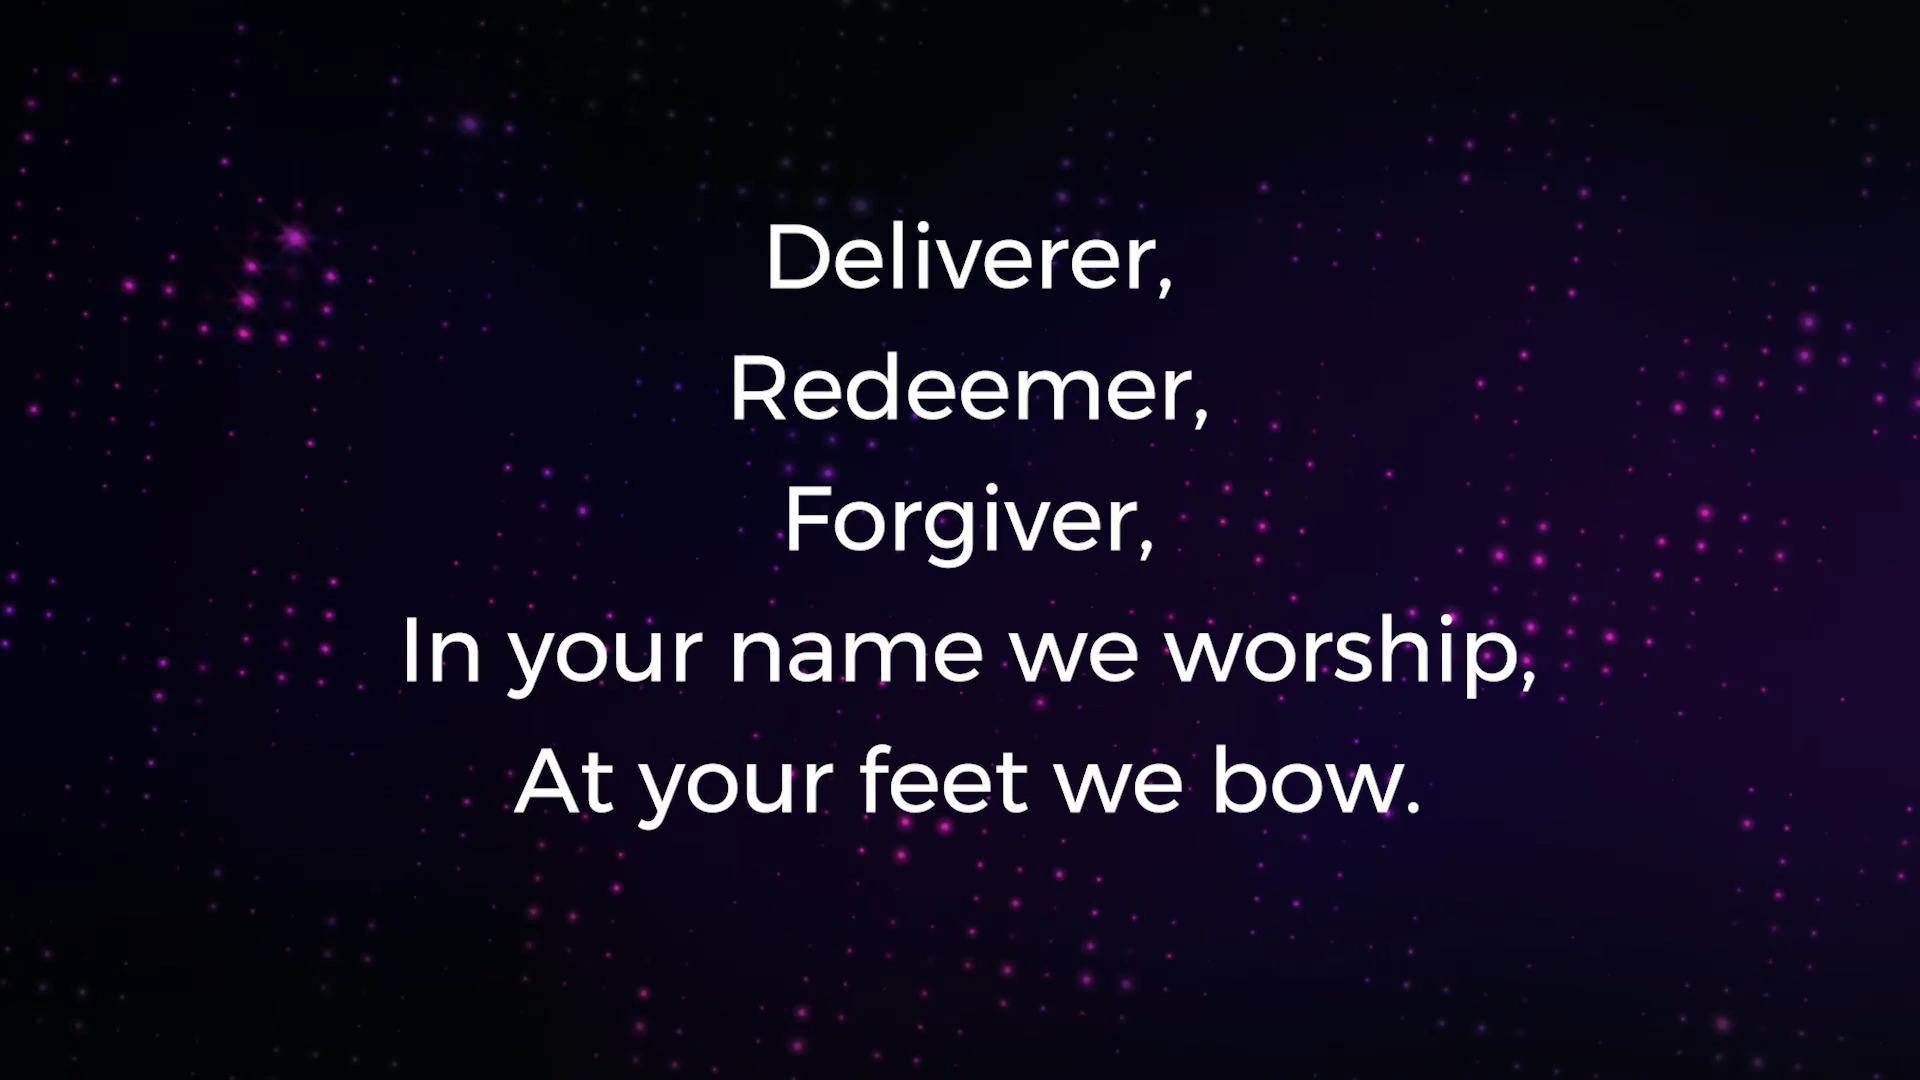 Deliverer,
Redeemer,
Forgiver,
In your name we worship,
At your feet we bow.